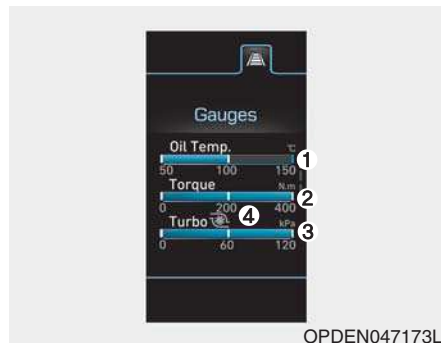 Gauges
Oil Temp. °C
① 
50 100 150
Torque N.m
②
0 200 400
Turbo ④ kPa
③
0 60 120
OPDEN047173L